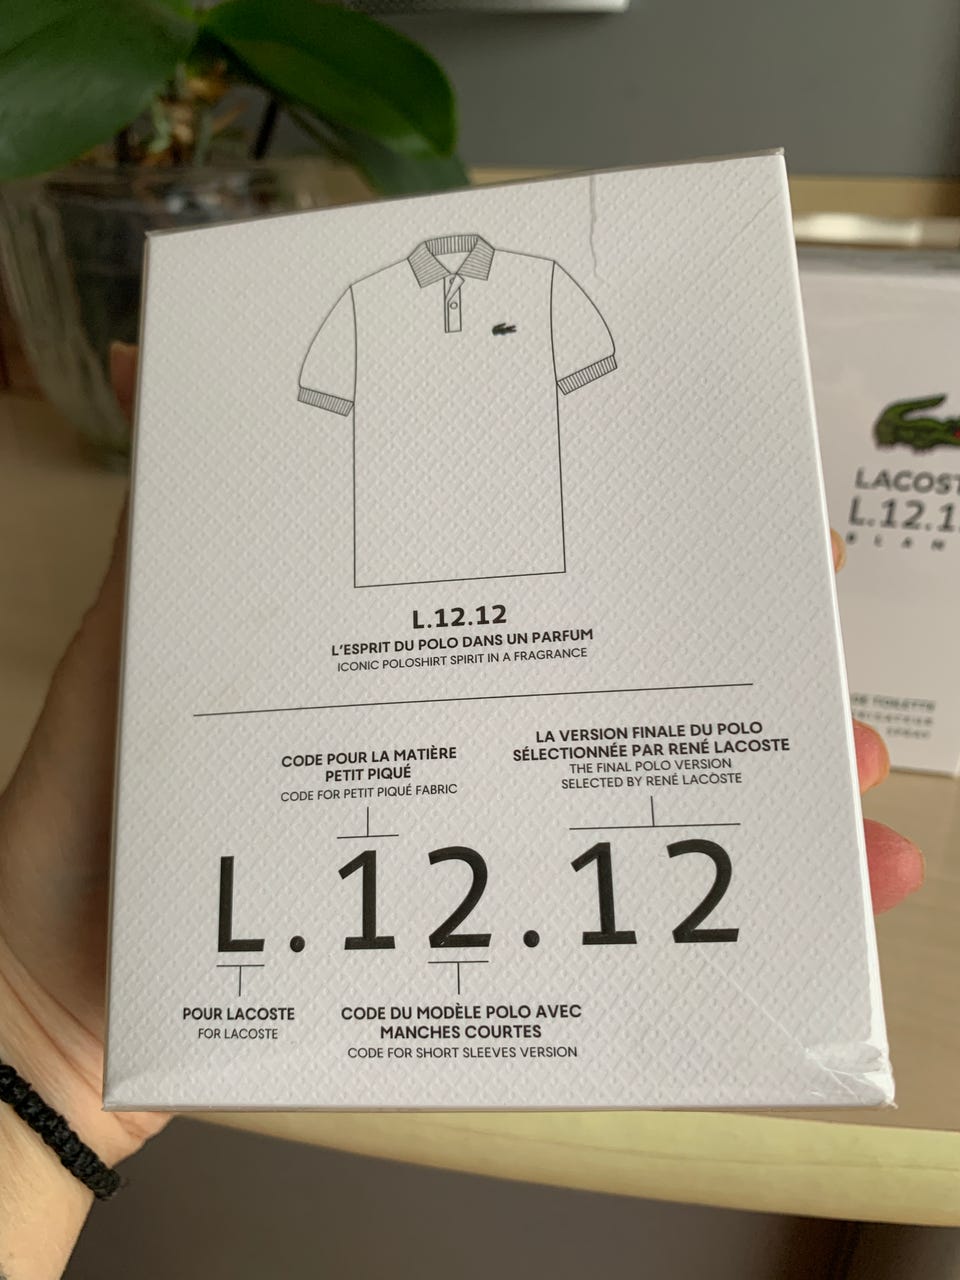 L.12.12
L'ESPRIT DU POLO DANS UN PARFUM
ICONIC POLOSHIRT SPIRIT IN A FRAGRANCE
CODE POUR LA MATIÈRE
PETIT PIQUÉ
CODE FOR PETIT PIQUÉ FABRIC
LA VERSION FINALE DU POLO
SÉLECTIONNÉE PAR RENÉ LACOSTE
THE FINAL POLO VERSION
SELECTED BY RENÉ LACOSTE
L.12.12
POUR LACOSTE
FOR LACOSTE
CODE DU MODÈLE POLO AVEC
MANCHES COURTES
CODE FOR SHORT SLEEVES VERSION
LACOST
L.12.1
B L A N
DE TOILETTE
SPRAY